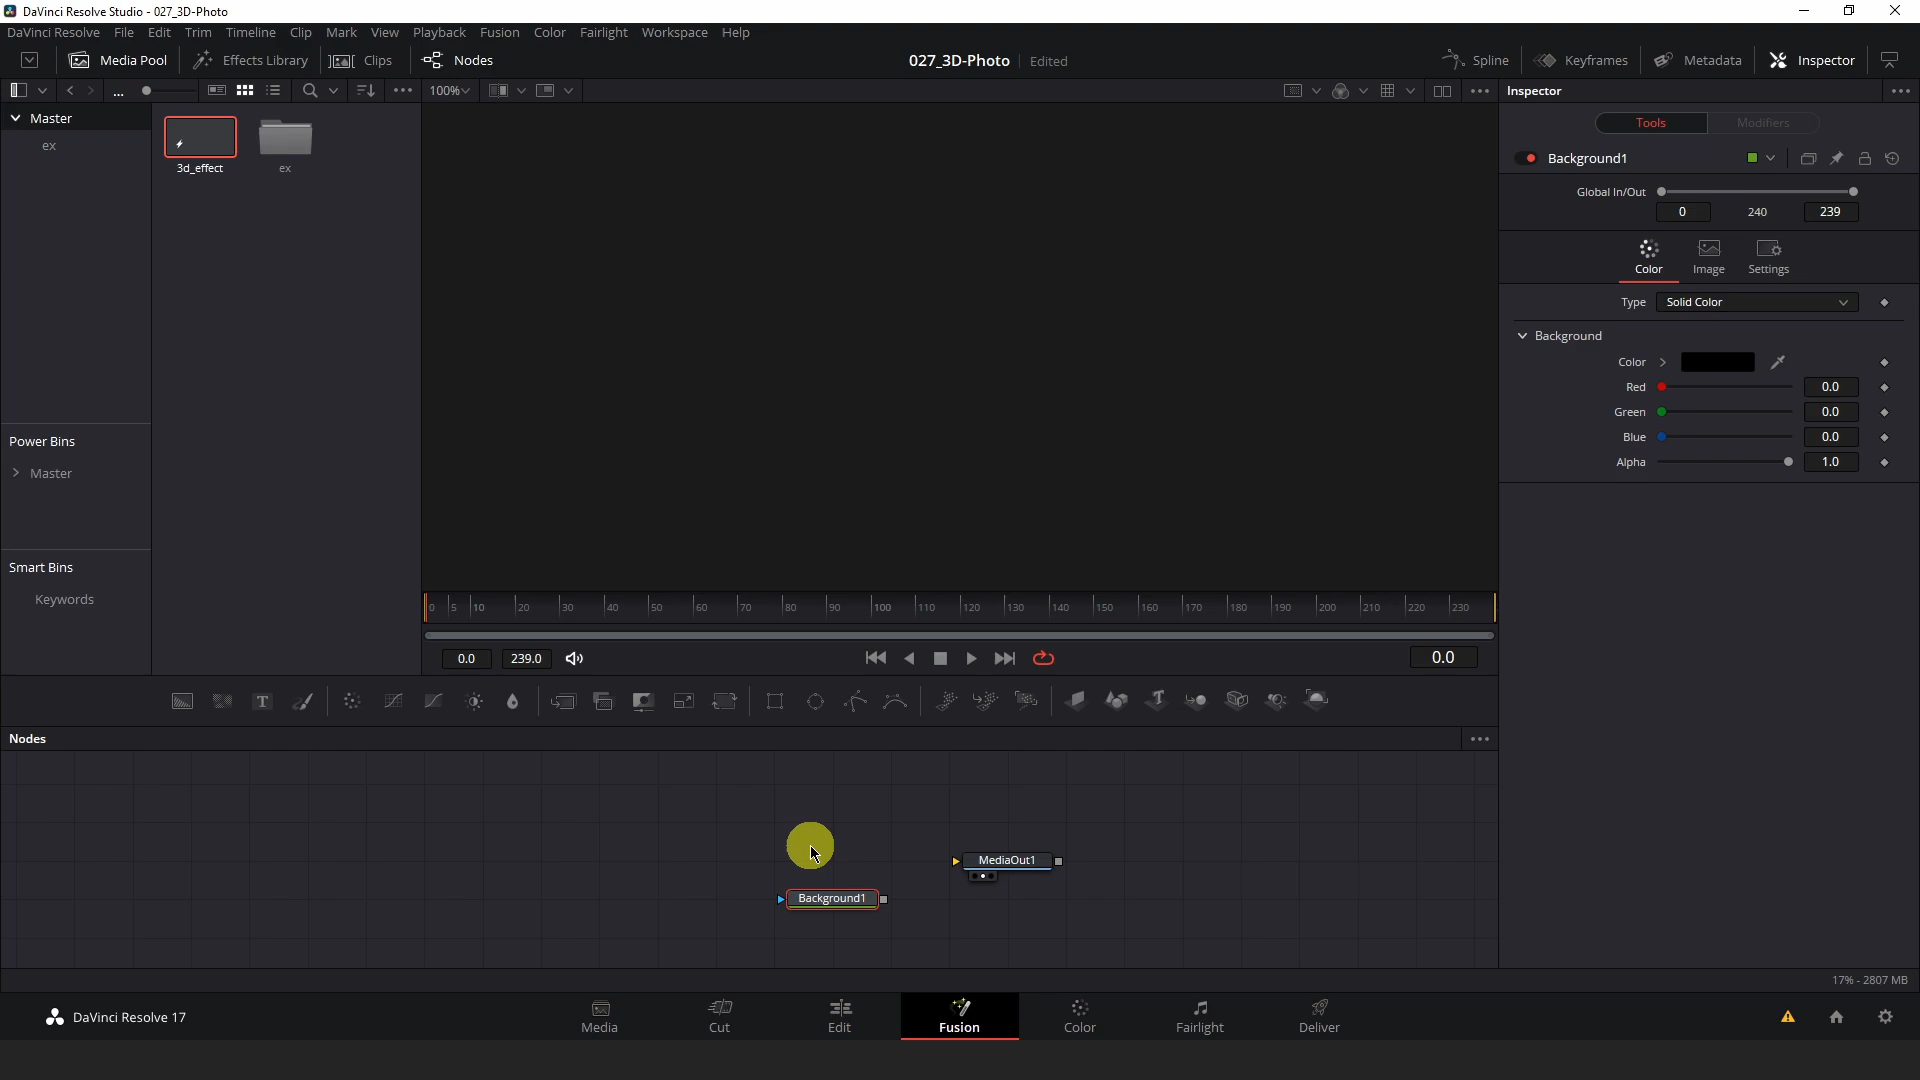 DaVinci Resolve Studio - 027_3D-Photo
DaVinci Resolve File Edit Trim Timeline Clip Mark View Playback Fusion Color Fairlight Workspace Help
Media Pool Effects Library Clips Nodes 027_3D-Photo Edited Spline Keyframes Metadata Inspector
... 100% Inspector
Master
ex
3d_effect
ex
Power Bins
Master
Smart Bins
Keywords
0 5 10 20 30 40 50 60 70 80 90 100 110 120 130 140 150 160 170 180 190 200 210 220 230
0.0 239.0 0.0
Nodes
MediaOut1
Background1
Tools Modifiers
Background1
Global In/Out
0 240 239
Color Image Settings
Type Solid Color
Background
Color
Red 0.0
Green 0.0
Blue 0.0
Alpha 1.0
17% - 2807 MB
DaVinci Resolve 17
Media Cut Edit Fusion Color Fairlight Deliver